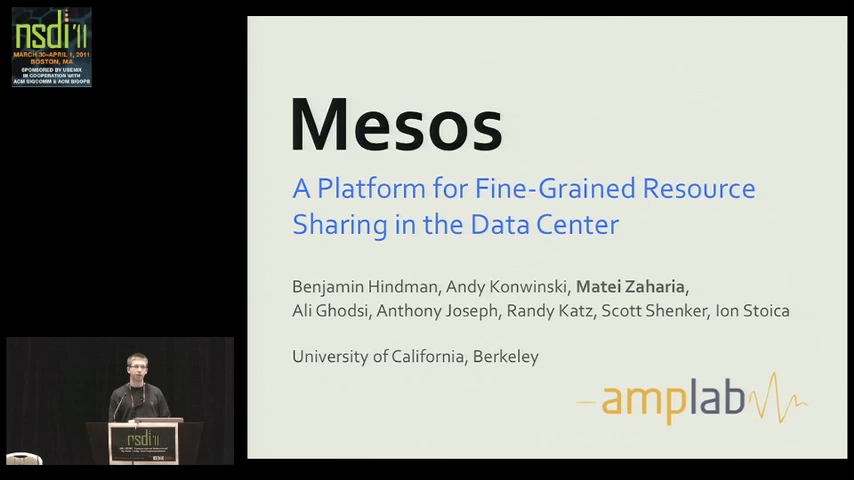 nsdi'11
MARCH 30–APRIL 1, 2011
BOSTON, MA
SPONSORED BY USENIX
IN COOPERATION WITH
ACM SIGCOMM & ACM SIGOPS
Mesos
A Platform for Fine-Grained Resource
Sharing in the Data Center
Benjamin Hindman, Andy Konwinski, Matei Zaharia,
Ali Ghodsi, Anthony Joseph, Randy Katz, Scott Shenker, Ion Stoica
University of California, Berkeley
amplab
nsdi'11